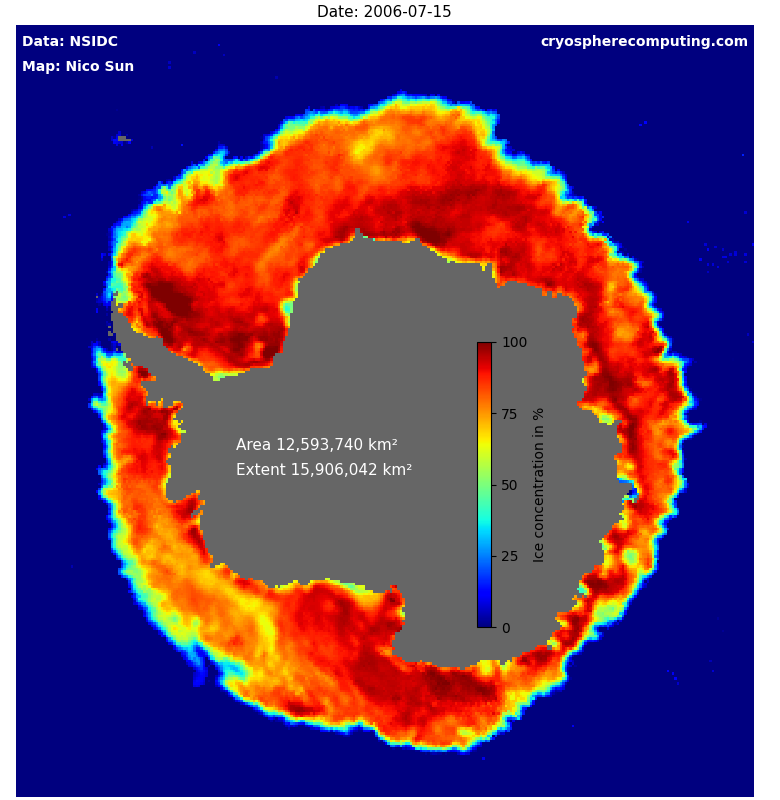 Date: 2006-07-15
Data: NSIDC
cryospherecomputing.com
Map: Nico Sun
100
75
50
25
0
Ice concentration in %
Area 12,593,740 km²
Extent 15,906,042 km²